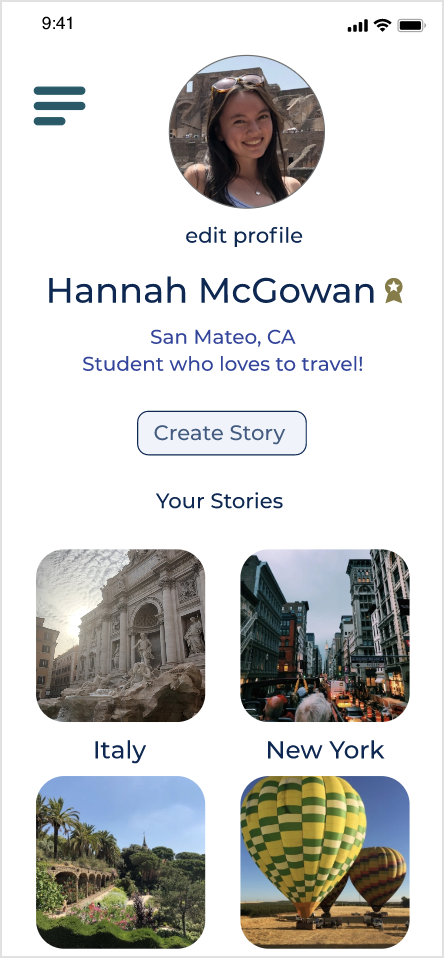 9:41
edit profile
Hannah McGowan
San Mateo, CA
Student who loves to travel!
Create Story
Your Stories
Italy
New York